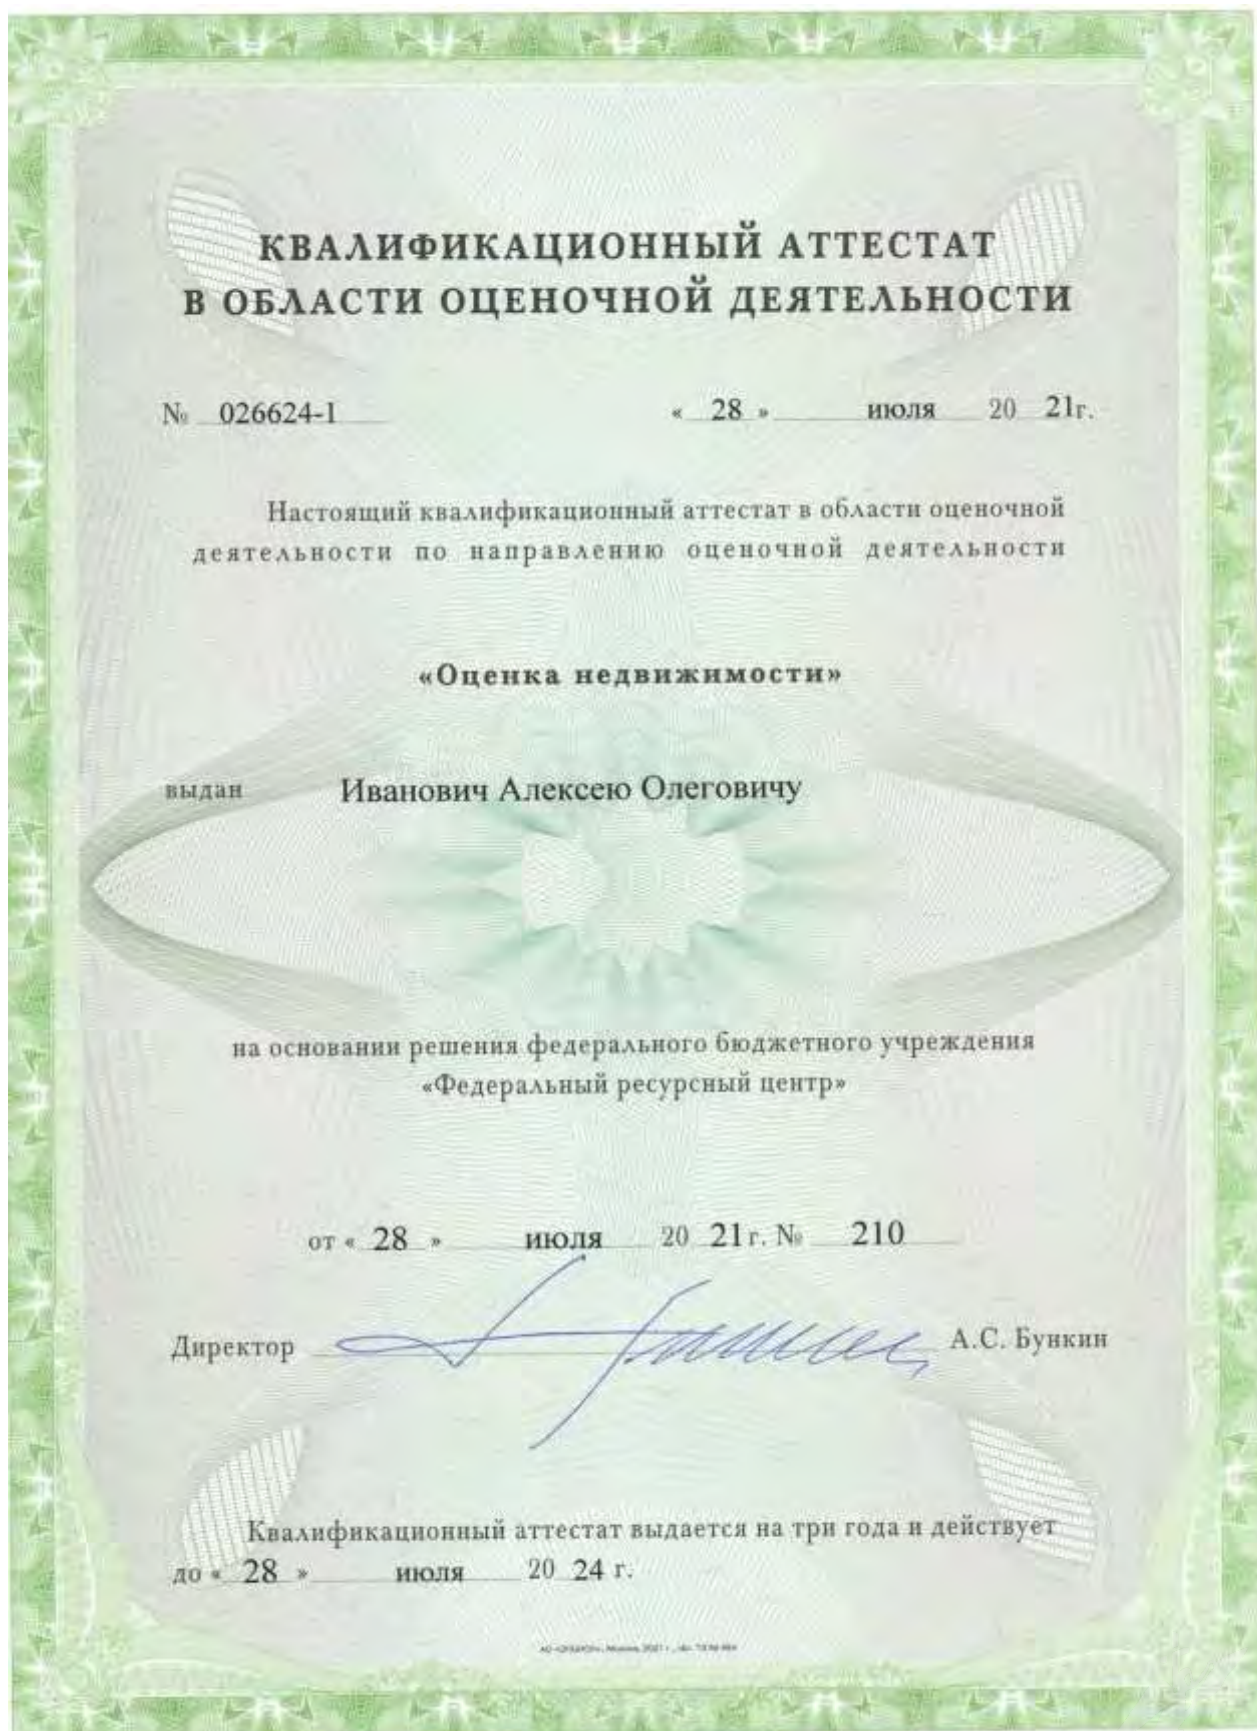 КВАЛИФИКАЦИОННЫЙ АТТЕСТАТ
В ОБЛАСТИ ОЦЕНОЧНОЙ ДЕЯТЕЛЬНОСТИ
№ 026624-1 « 28 » июля 20 21г.
Настоящий квалификационный аттестат в области оценочной
деятельности по направлению оценочной деятельности
«Оценка недвижимости»
выдан Иванович Алексею Олеговичу
на основании решения федерального бюджетного учреждения
«Федеральный ресурсный центр»
от « 28 » июля 20 21 г. № 210
Директор А.С. Бункин
Квалификационный аттестат выдается на три года и действует
до « 28 » июля 20 24 г.